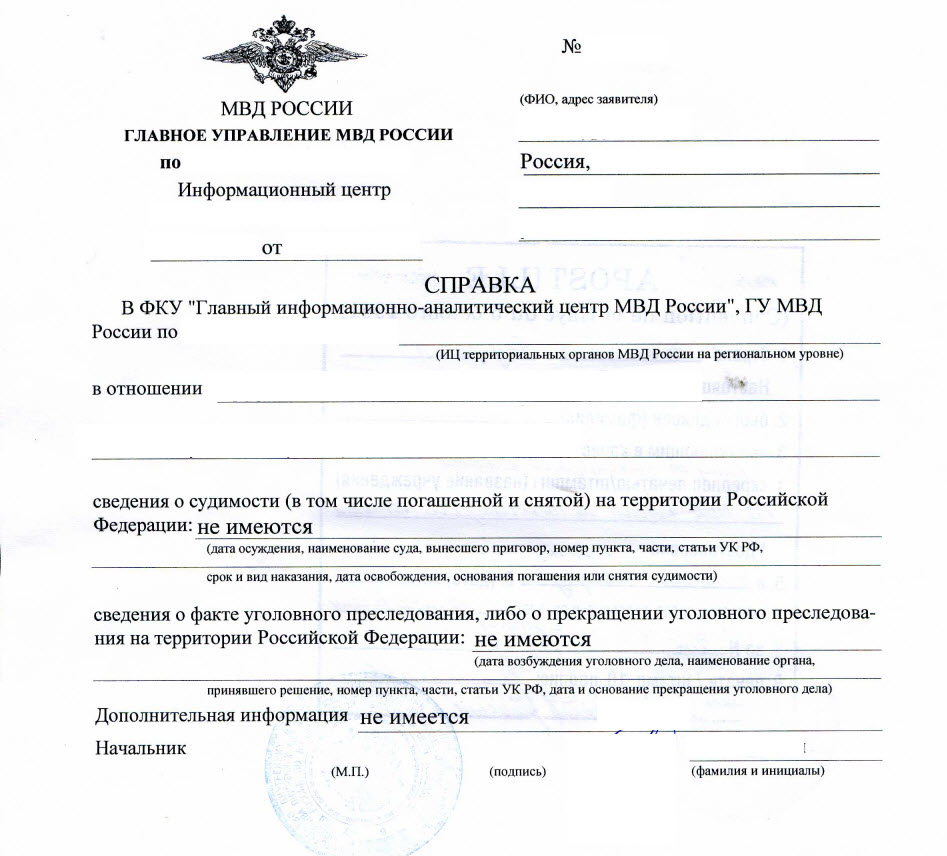 МВД РОССИИ
ГЛАВНОЕ УПРАВЛЕНИЕ МВД РОССИИ
по
Информационный центр
от
№
(ФИО, адрес заявителя)
Россия,
СПРАВКА
В ФКУ "Главный информационно-аналитический центр МВД России", ГУ МВД
России по
(ИЦ территориальных органов МВД России на региональном уровне)
в отношении
сведения о судимости (в том числе погашенной и снятой) на территории Российской
Федерации: не имеются
(дата осуждения, наименование суда, вынесшего приговор, номер пункта, части, статьи УК РФ,
срок и вид наказания, дата освобождения, основания погашения или снятия судимости)
сведения о факте уголовного преследования, либо о прекращении уголовного преследова-
ния на территории Российской Федерации: не имеются
(дата возбуждения уголовного дела, наименование органа,
принявшего решение, номер пункта, части, статьи УК РФ, дата и основание прекращения уголовного дела)
Дополнительная информация не имеется
Начальник
(М.П.) (подпись) (фамилия и инициалы)
APOSTILLE